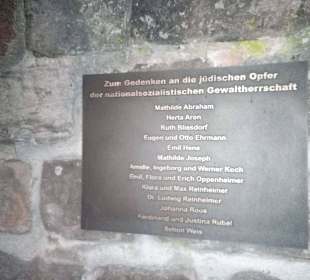 Zum Gedenken an die jüdischen Opfer
der nationalsozialistischen Gewaltherrschaft
Mathilde Abraham
Herta Aron
Ruth Blasdorf
Eugen und Otto Ehrmann
Emil Hene
Mathilde Joseph
Amelie, Ingeborg und Werner Koch
Emil, Flora und Erich Oppenheimer
Klara und Max Reinheimer
Dr. Ludwig Reinheimer
Johanna Roos
Ferdinand und Justina Rubel
Selma Weis